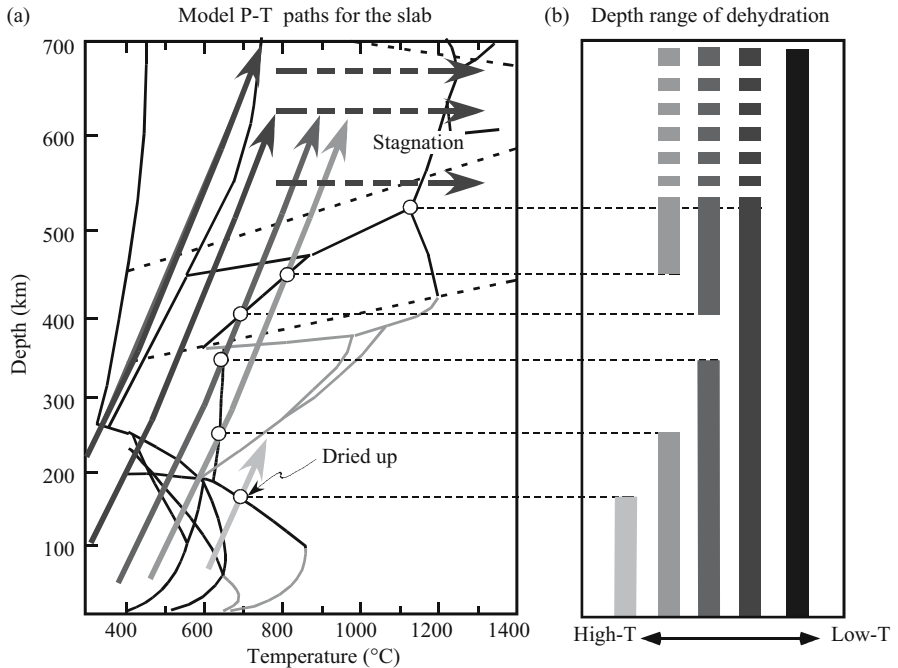 (a)
Model P-T paths for the slab
(b)
Depth range of dehydration
700
600
500
400
300
200
100
Depth (km)
Stagnation
Dried up
400
600
800
1000
1200
1400
Temperature (°C)
High-T
Low-T